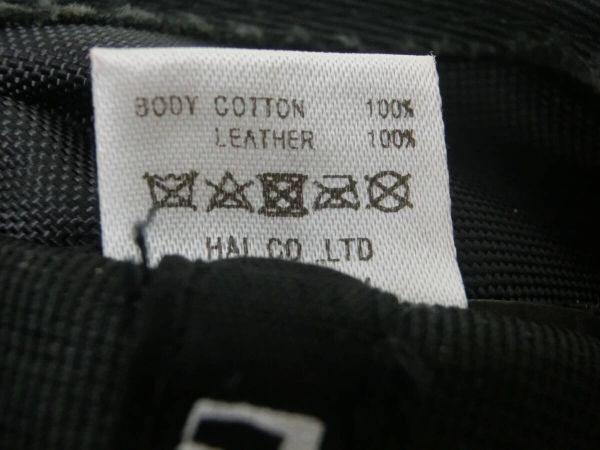 BODY COTTON 100%
LEATHER 100%
HAI CO.,LTD